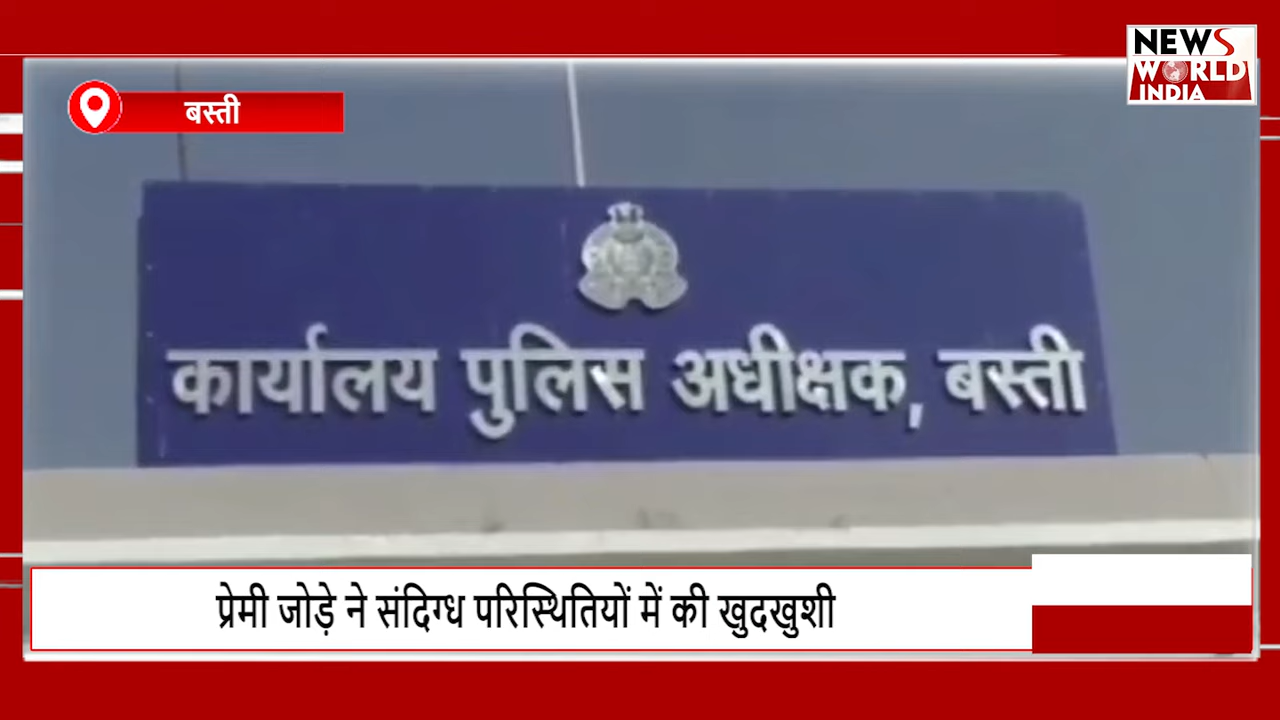 NEWS
WORLD
INDIA
बस्ती
कार्यालय पुलिस अधीक्षक, बस्ती
प्रेमी जोड़े ने संदिग्ध परिस्थितियों में की खुदखुशी